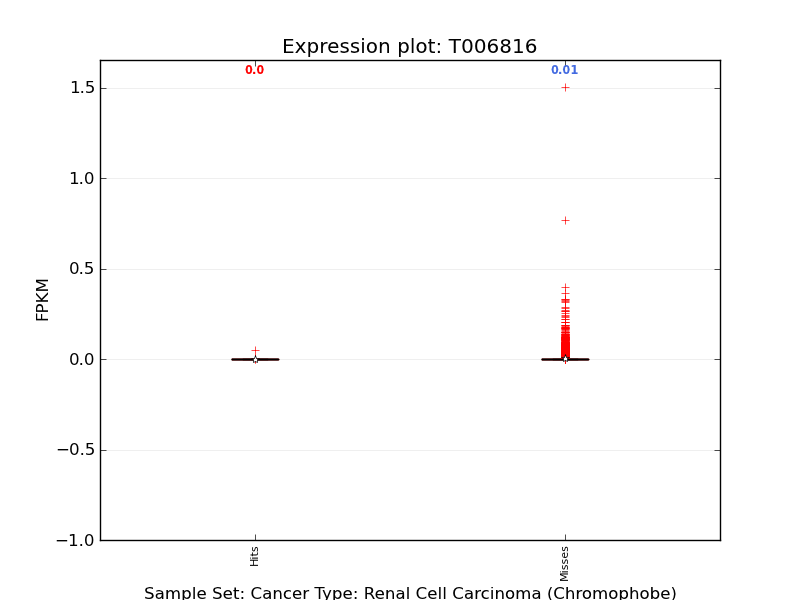 Expression plot: T006816
0.0
0.01
1.5
1.0
0.5
0.0
−0.5
−1.0
FPKM
Hits
Misses
Sample Set: Cancer Type: Renal Cell Carcinoma (Chromophobe)